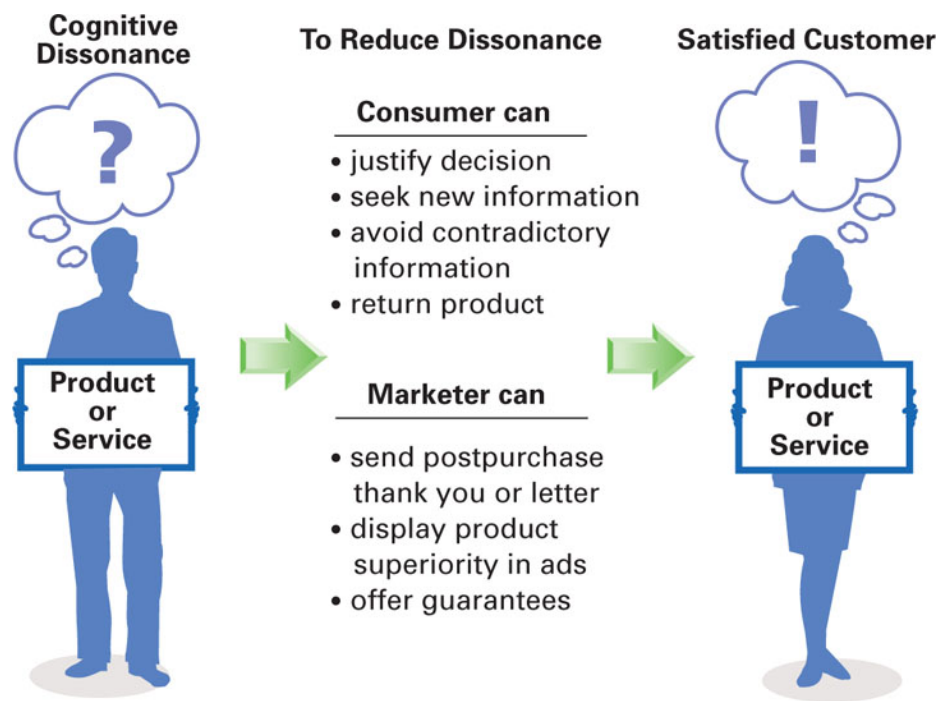 Cognitive
Dissonance
?
Product
or
Service
To Reduce Dissonance
Consumer can
• justify decision
• seek new information
• avoid contradictory
information
• return product
Marketer can
• send postpurchase
thank you or letter
• display product
superiority in ads
• offer guarantees
Satisfied Customer
!
Product
or
Service